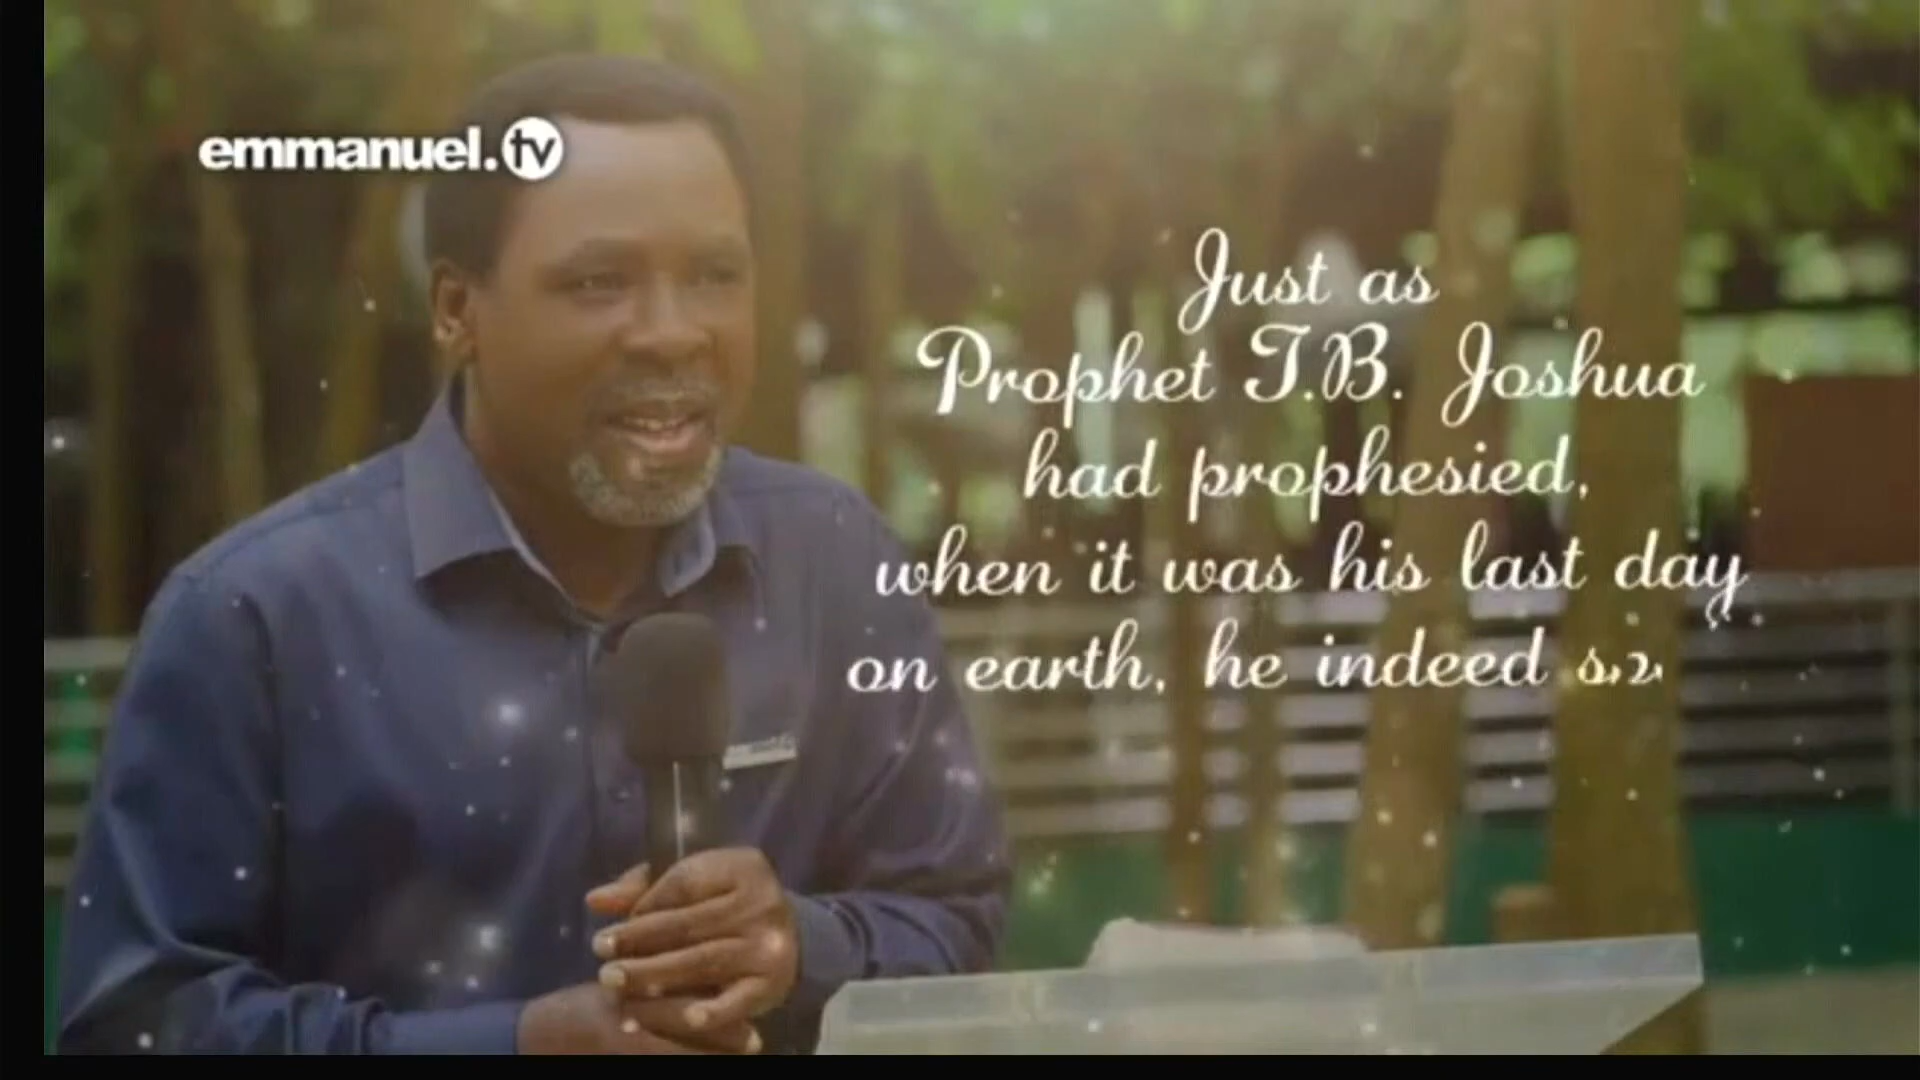 emmanuel.tv
Just as
Prophet T.B. Joshua
had prophesied,
when it was his last day
on earth, he indeed